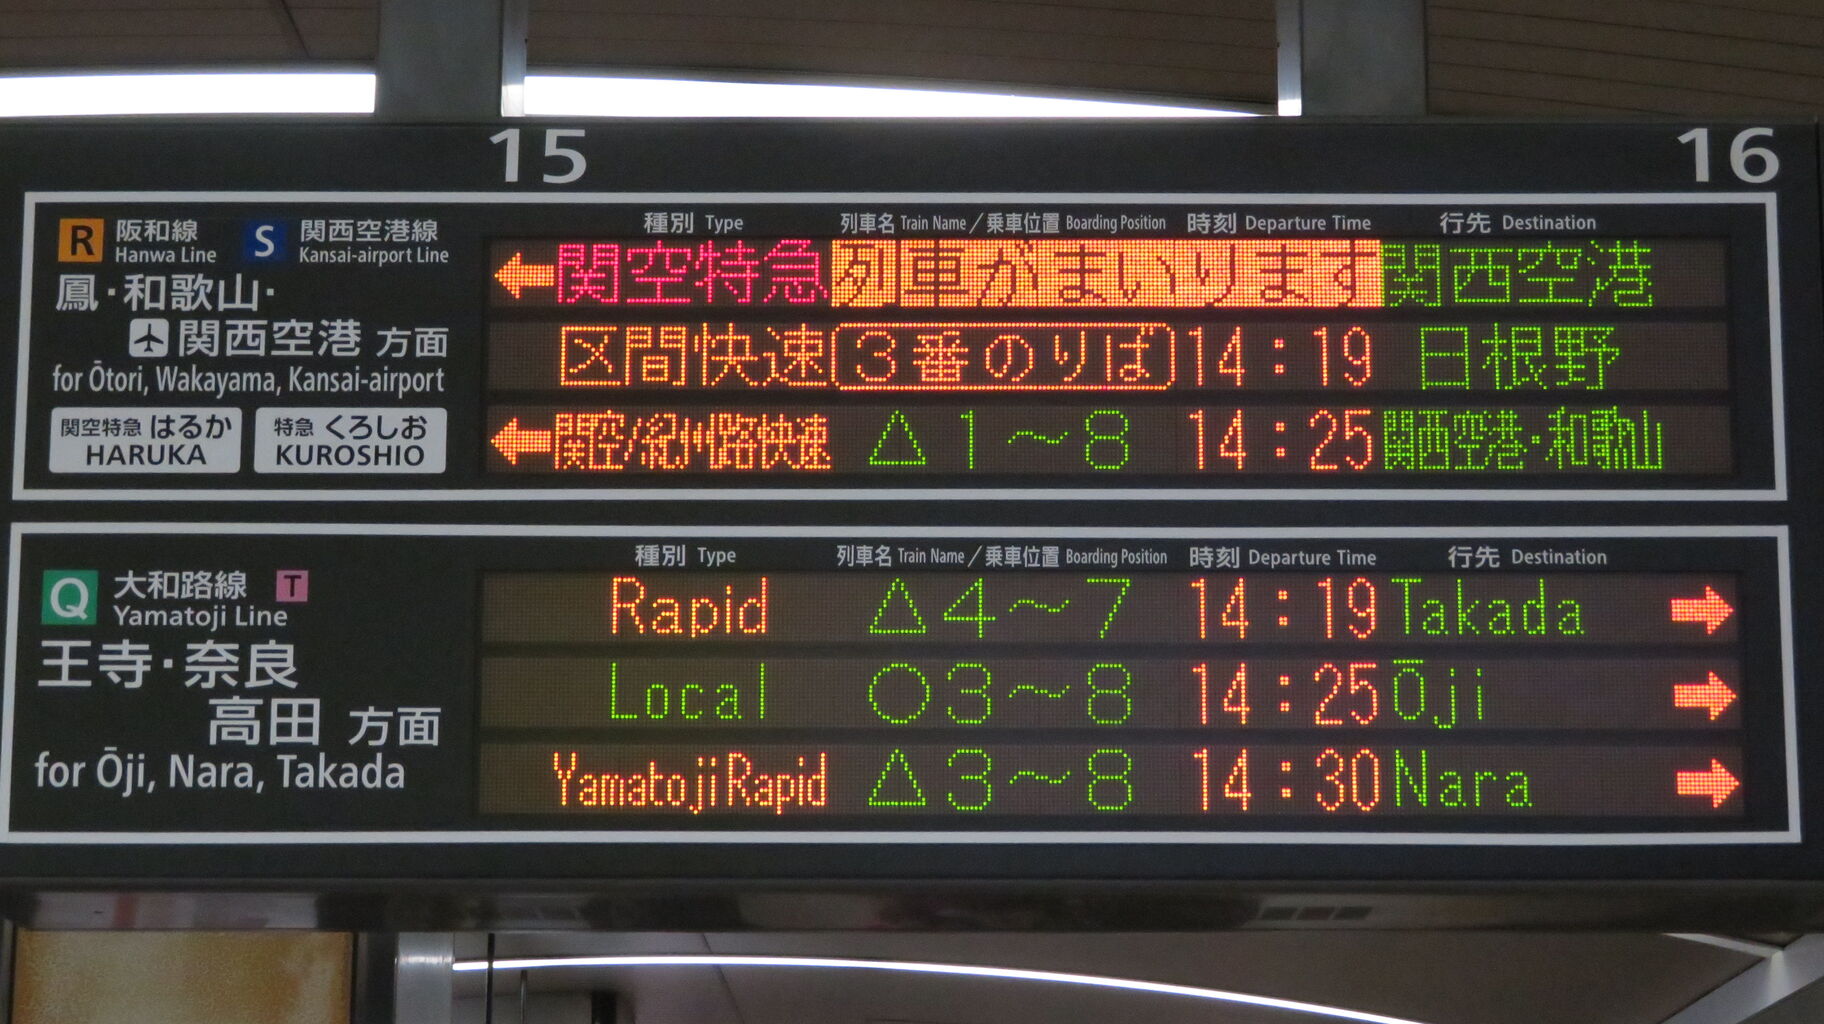 15
16
R 阪和線 S 関西空港線
Hanwa Line Kansai-airport Line
鳳・和歌山・
関西空港 方面
for Ōtori, Wakayama, Kansai-airport
関空特急 はるか 特急 くろしお
HARUKA KUROSHIO
種別 Type 列車名 Train Name / 乗車位置 Boarding Position 時刻 Departure Time 行先 Destination
←関空特急 列車がまいります 関西空港
区間快速 3番のりば 14:19 日根野
←関空/紀州路快速 △1〜8 14:25 関西空港・和歌山
Q 大和路線 T
Yamatoji Line
王寺・奈良
高田 方面
for Ōji, Nara, Takada
種別 Type 列車名 Train Name / 乗車位置 Boarding Position 時刻 Departure Time 行先 Destination
Rapid △4〜7 14:19 Takada →
Local ○3〜8 14:25 Ōji →
Yamatoji Rapid △3〜8 14:30 Nara →